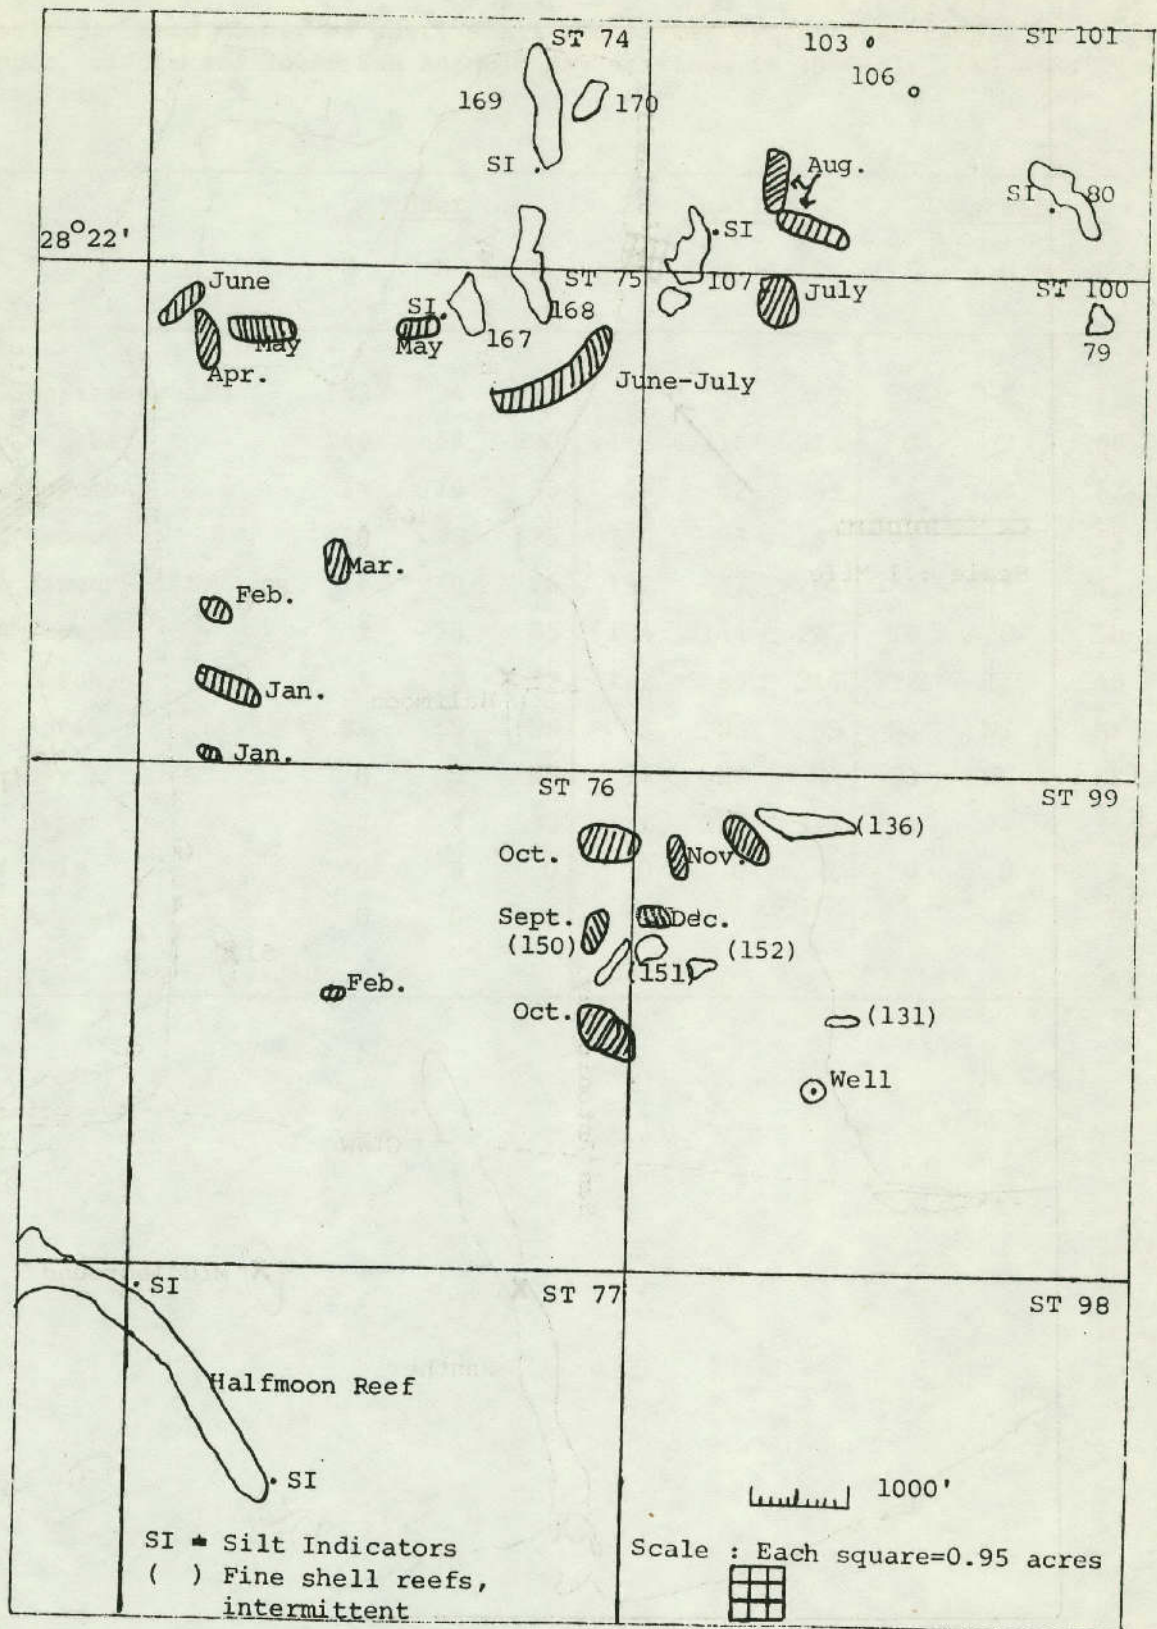 ST 74
103
ST 101
106
169
170
SI
Aug.
SI
80
SI
28°22'
June
ST 75
107
July
ST 100
SI
168
May
May
167
79
Apr.
June-July
Mar.
Feb.
Jan.
Jan.
ST 76
ST 99
(136)
Oct.
Nov.
Sept.
Dec.
(150)
(151)
(152)
Feb.
Oct.
(131)
Well
SI
ST 77
ST 98
Halfmoon Reef
SI
1000'
SI = Silt Indicators
Scale : Each square=0.95 acres
( ) Fine shell reefs,
intermittent